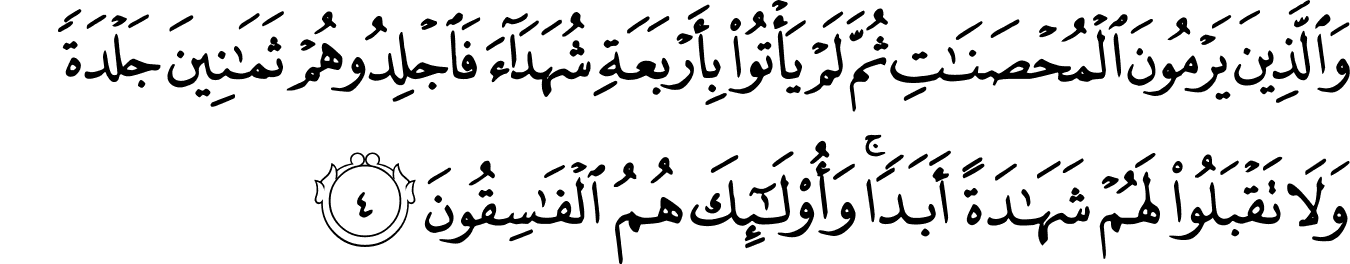 وَٱلَّذِينَ يَرْمُونَ ٱلْمُحْصَنَـٰتِ ثُمَّ لَمْ يَأْتُوا۟ بِأَرْبَعَةِ شُهَدَآءَ فَٱجْلِدُوهُمْ ثَمَـٰنِينَ جَلْدَةً
وَلَا تَقْبَلُوا۟ لَهُمْ شَهَـٰدَةً أَبَدًا ۚ وَأُو۟لَـٰٓئِكَ هُمُ ٱلْفَـٰسِقُونَ ٤